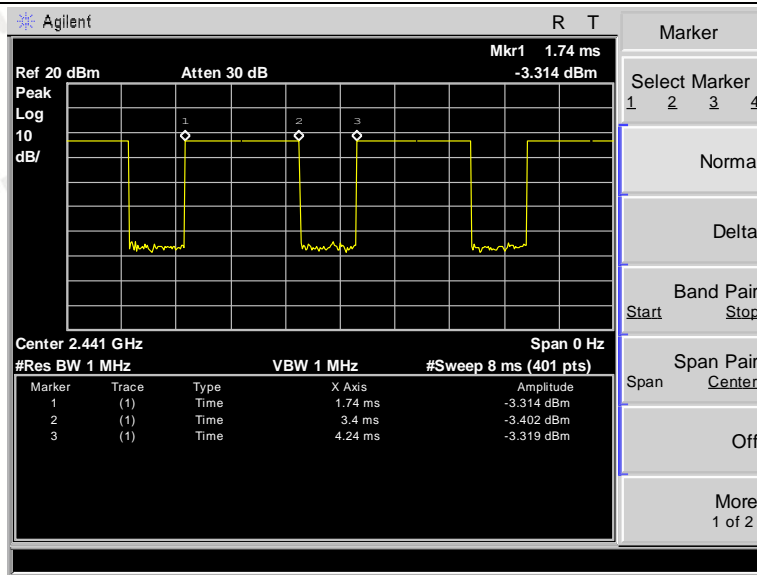 Agilent R T
Mkr1 1.74 ms
Ref 20 dBm Atten 30 dB -3.314 dBm
Peak
Log
10
dB/
1 2 3
Center 2.441 GHz Span 0 Hz
#Res BW 1 MHz VBW 1 MHz #Sweep 8 ms (401 pts)
Marker Trace Type X Axis Amplitude
1 (1) Time 1.74 ms -3.314 dBm
2 (1) Time 3.4 ms -3.402 dBm
3 (1) Time 4.24 ms -3.319 dBm
Marker
Select Marker
1 2 3 4
Norma
Delta
Band Pair
Start Stop
Span Pair
Span Center
Off
More
1 of 2